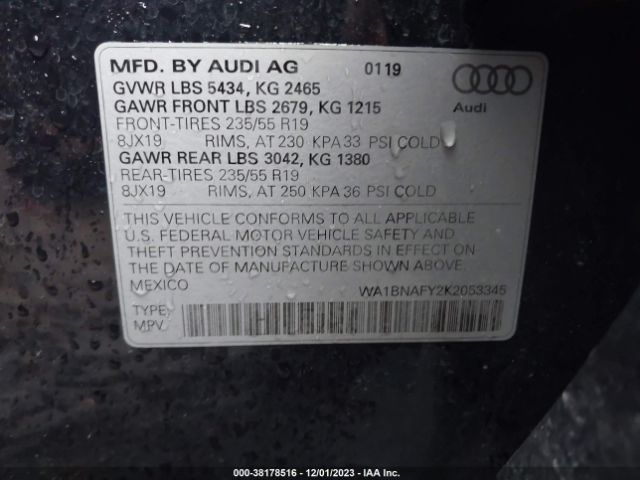 MFD. BY AUDI AG 0119
GVWR LBS 5434, KG 2465
GAWR FRONT LBS 2679, KG 1215 Audi
FRONT-TIRES 235/55 R19
8JX19 RIMS, AT 230 KPA 33 PSI COLD
GAWR REAR LBS 3042, KG 1380
REAR-TIRES 235/55 R19
8JX19 RIMS, AT 250 KPA 36 PSI COLD
THIS VEHICLE CONFORMS TO ALL APPLICABLE
U.S. FEDERAL MOTOR VEHICLE SAFETY AND
THEFT PREVENTION STANDARDS IN EFFECT ON
THE DATE OF MANUFACTURE SHOWN ABOVE.
MEXICO WA1BNAFY2K2053345
TYPE:
MPV
000-38178516 - 12/01/2023 - IAA Inc.